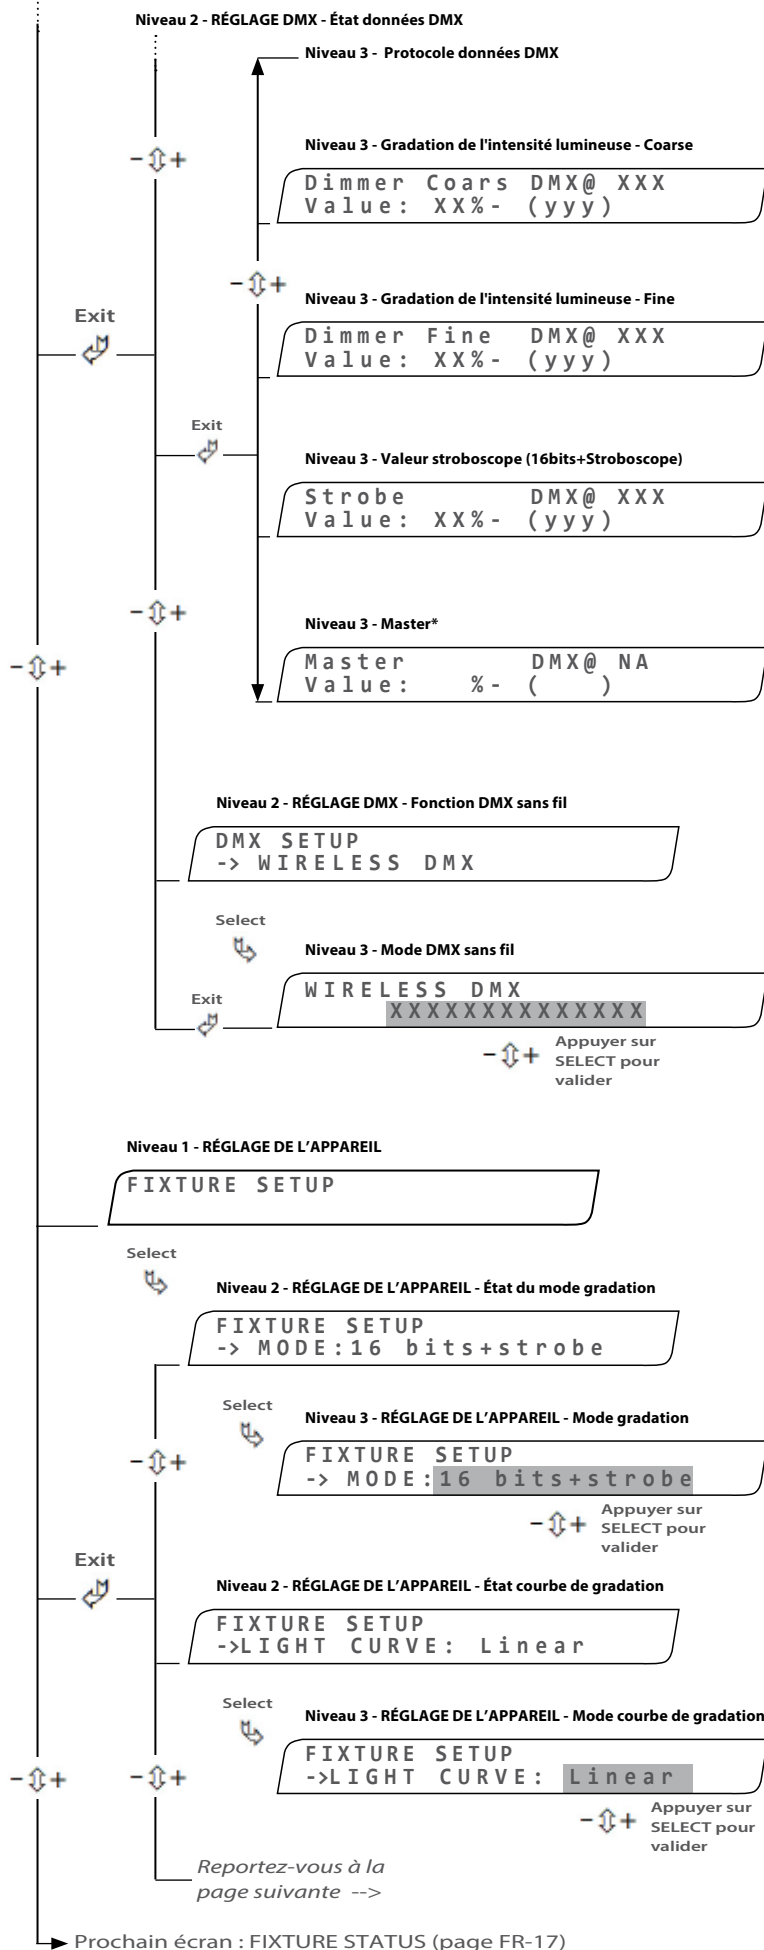 Niveau 2 - RÉGLAGE DMX - État données DMX
Niveau 3 - Protocole données DMX
- +
Niveau 3 - Gradation de l'intensité lumineuse - Coarse
Dimmer Coars DMX@ XXX
Value: XX%- (yyy)
- +
Niveau 3 - Gradation de l'intensité lumineuse - Fine
Exit
Dimmer Fine DMX@ XXX
Value: XX%- (yyy)
Exit
Niveau 3 - Valeur stroboscope (16bits+Stroboscope)
Strobe DMX@ XXX
Value: XX%- (yyy)
- +
Niveau 3 - Master*
- +
Master DMX@ NA
Value: %- ( )
Niveau 2 - RÉGLAGE DMX - Fonction DMX sans fil
DMX SETUP
-> WIRELESS DMX
Select
Niveau 3 - Mode DMX sans fil
Exit
WIRELESS DMX
XXXXXXXXXXXXXX
- +
Appuyer sur
SELECT pour
valider
Niveau 1 - RÉGLAGE DE L’APPAREIL
FIXTURE SETUP
Select
Niveau 2 - RÉGLAGE DE L’APPAREIL - État du mode gradation
FIXTURE SETUP
-> MODE:16 bits+strobe
Select
Niveau 3 - RÉGLAGE DE L’APPAREIL - Mode gradation
- +
FIXTURE SETUP
-> MODE:16 bits+strobe
- +
Appuyer sur
SELECT pour
valider
Exit
Niveau 2 - RÉGLAGE DE L’APPAREIL - État courbe de gradation
FIXTURE SETUP
->LIGHT CURVE: Linear
Select
Niveau 3 - RÉGLAGE DE L’APPAREIL - Mode courbe de gradation
- +
- +
FIXTURE SETUP
->LIGHT CURVE: Linear
- +
Appuyer sur
SELECT pour
valider
Reportez-vous à la
page suivante -->
Prochain écran : FIXTURE STATUS (page FR-17)